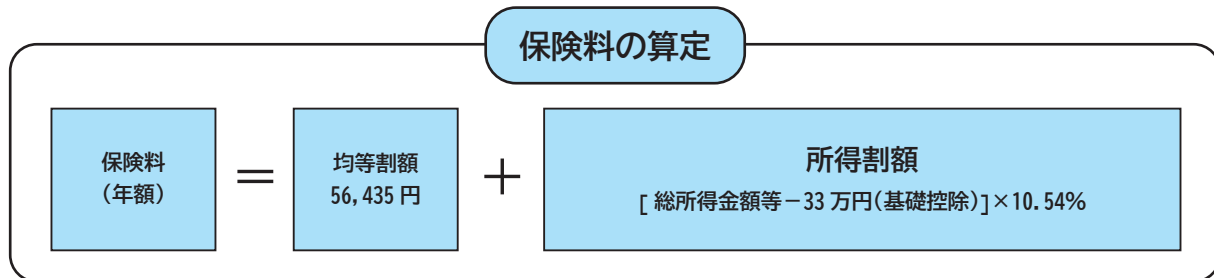 保険料の算定
保険料
(年額)
=
均等割額
56,435 円
+
所得割額
[ 総所得金額等-33 万円(基礎控除)]×10.54%